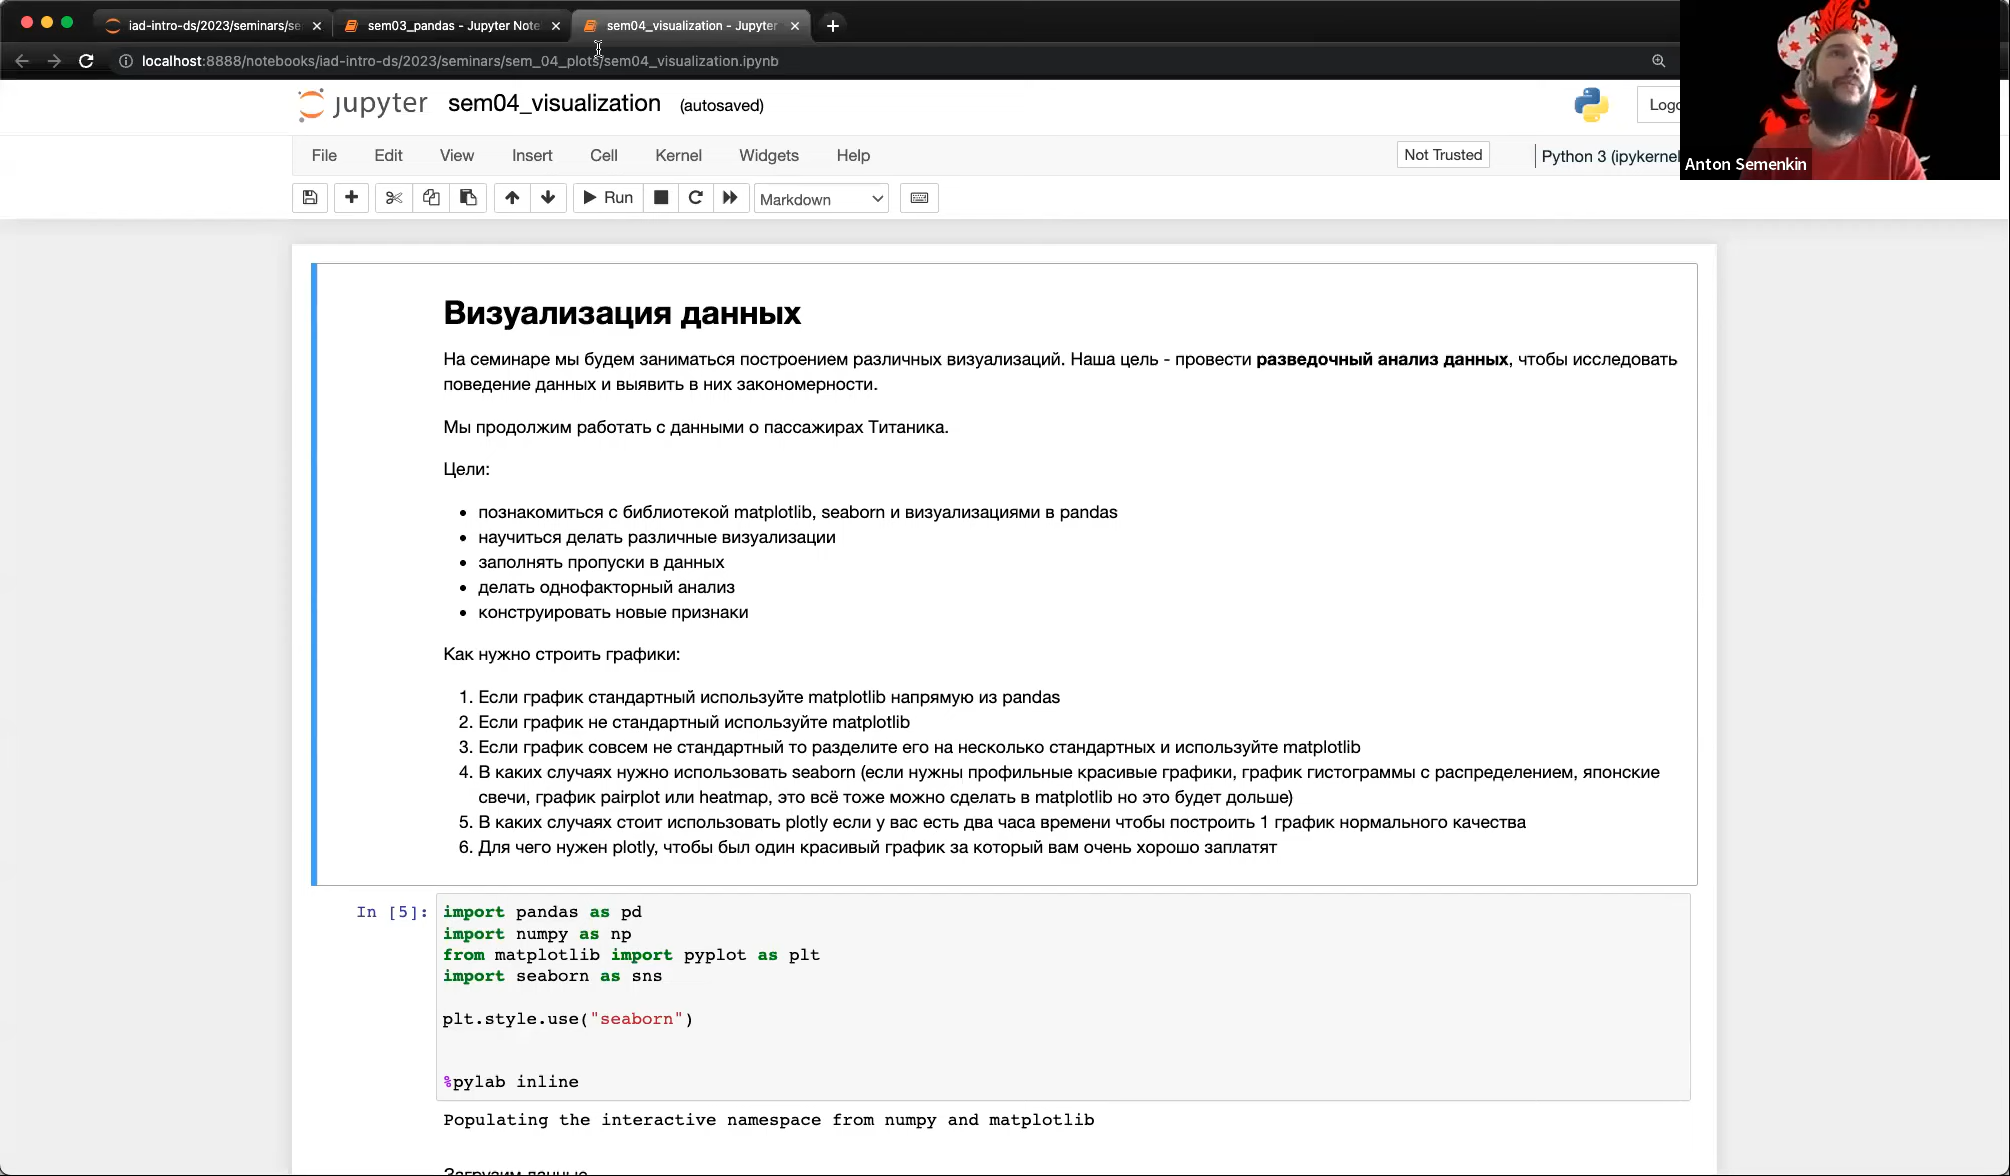 iad-intro-ds/2023/seminars/se
sem03_pandas - Jupyter Note
sem04_visualization - Jupyter
localhost:8888/notebooks/iad-intro-ds/2023/seminars/sem_04_plots/sem04_visualization.ipynb
jupyter sem04_visualization (autosaved)
Logo
File Edit View Insert Cell Kernel Widgets Help
Not Trusted
Python 3 (ipykernel
Anton Semenkin
Run
Markdown
Визуализация данных
На семинаре мы будем заниматься построением различных визуализаций. Наша цель - провести разведочный анализ данных, чтобы исследовать
поведение данных и выявить в них закономерности.
Мы продолжим работать с данными о пассажирах Титаника.
Цели:
• познакомиться с библиотекой matplotlib, seaborn и визуализациями в pandas
• научиться делать различные визуализации
• заполнять пропуски в данных
• делать однофакторный анализ
• конструировать новые признаки
Как нужно строить графики:
1. Если график стандартный используйте matplotlib напрямую из pandas
2. Если график не стандартный используйте matplotlib
3. Если график совсем не стандартный то разделите его на несколько стандартных и используйте matplotlib
4. В каких случаях нужно использовать seaborn (если нужны профильные красивые графики, график гистограммы с распределением, японские
свечи, график pairplot или heatmap, это всё тоже можно сделать в matplotlib но это будет дольше)
5. В каких случаях стоит использовать plotly если у вас есть два часа времени чтобы построить 1 график нормального качества
6. Для чего нужен plotly, чтобы был один красивый график за который вам очень хорошо заплатят
In [5]:
import pandas as pd
import numpy as np
from matplotlib import pyplot as plt
import seaborn as sns
plt.style.use("seaborn")
%pylab inline
Populating the interactive namespace from numpy and matplotlib
Загрузим данные